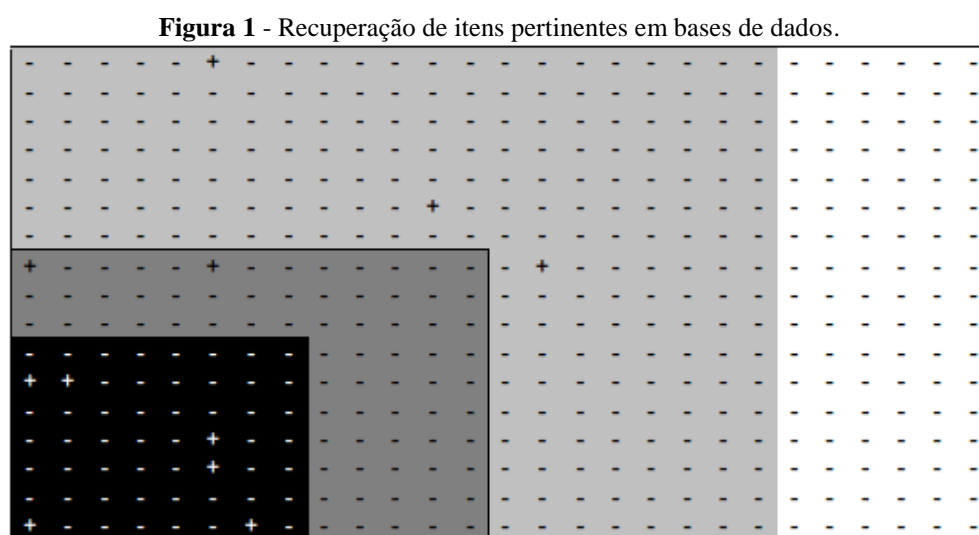 Figura 1 - Recuperação de itens pertinentes em bases de dados.
- - - - - + - - - - - - - - - - - - - - - - - - - - -
- - - - - - - - - - - - - - - - - - - - - - - - - - -
- - - - - - - - - - - - - - - - - - - - - - - - - - -
- - - - - - - - - - - - - - - - - - - - - - - - - - -
- - - - - - - - - - - - - - - - - - - - - - - - - - -
- - - - - - - - - - - + - - - - - - - - - - - - - - -
- - - - - - - - - - - - - - - - - - - - - - - - - - -
+ - - - - + - - - - - - - - + - - - - - - - - - - - -
- - - - - - - - - - - - - - - - - - - - - - - - - - -
- - - - - - - - - - - - - - - - - - - - - - - - - - -
- - - - - - - - - - - - - - - - - - - - - - - - - - -
+ + - - - - - - - - - - - - - - - - - - - - - - - - -
- - - - - - - - - - - - - - - - - - - - - - - - - - -
- - - - - + - - - - - - - - - - - - - - - - - - - - -
- - - - - + - - - - - - - - - - - - - - - - - - - - -
- - - - - - - - - - - - - - - - - - - - - - - - - - -
+ - - - - - + - - - - - - - - - - - - - - - - - - - -